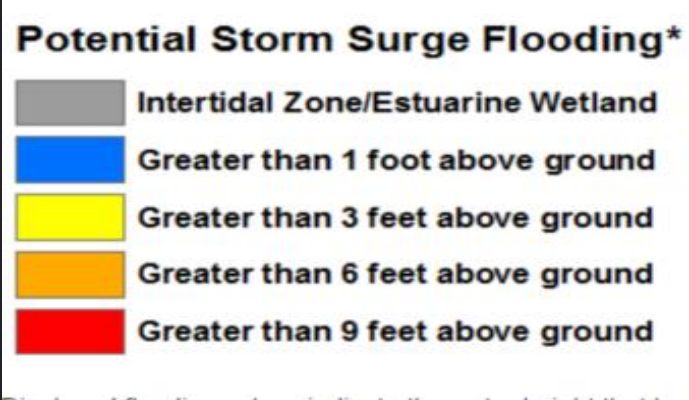 Potential Storm Surge Flooding*
Intertidal Zone/Estuarine Wetland
Greater than 1 foot above ground
Greater than 3 feet above ground
Greater than 6 feet above ground
Greater than 9 feet above ground